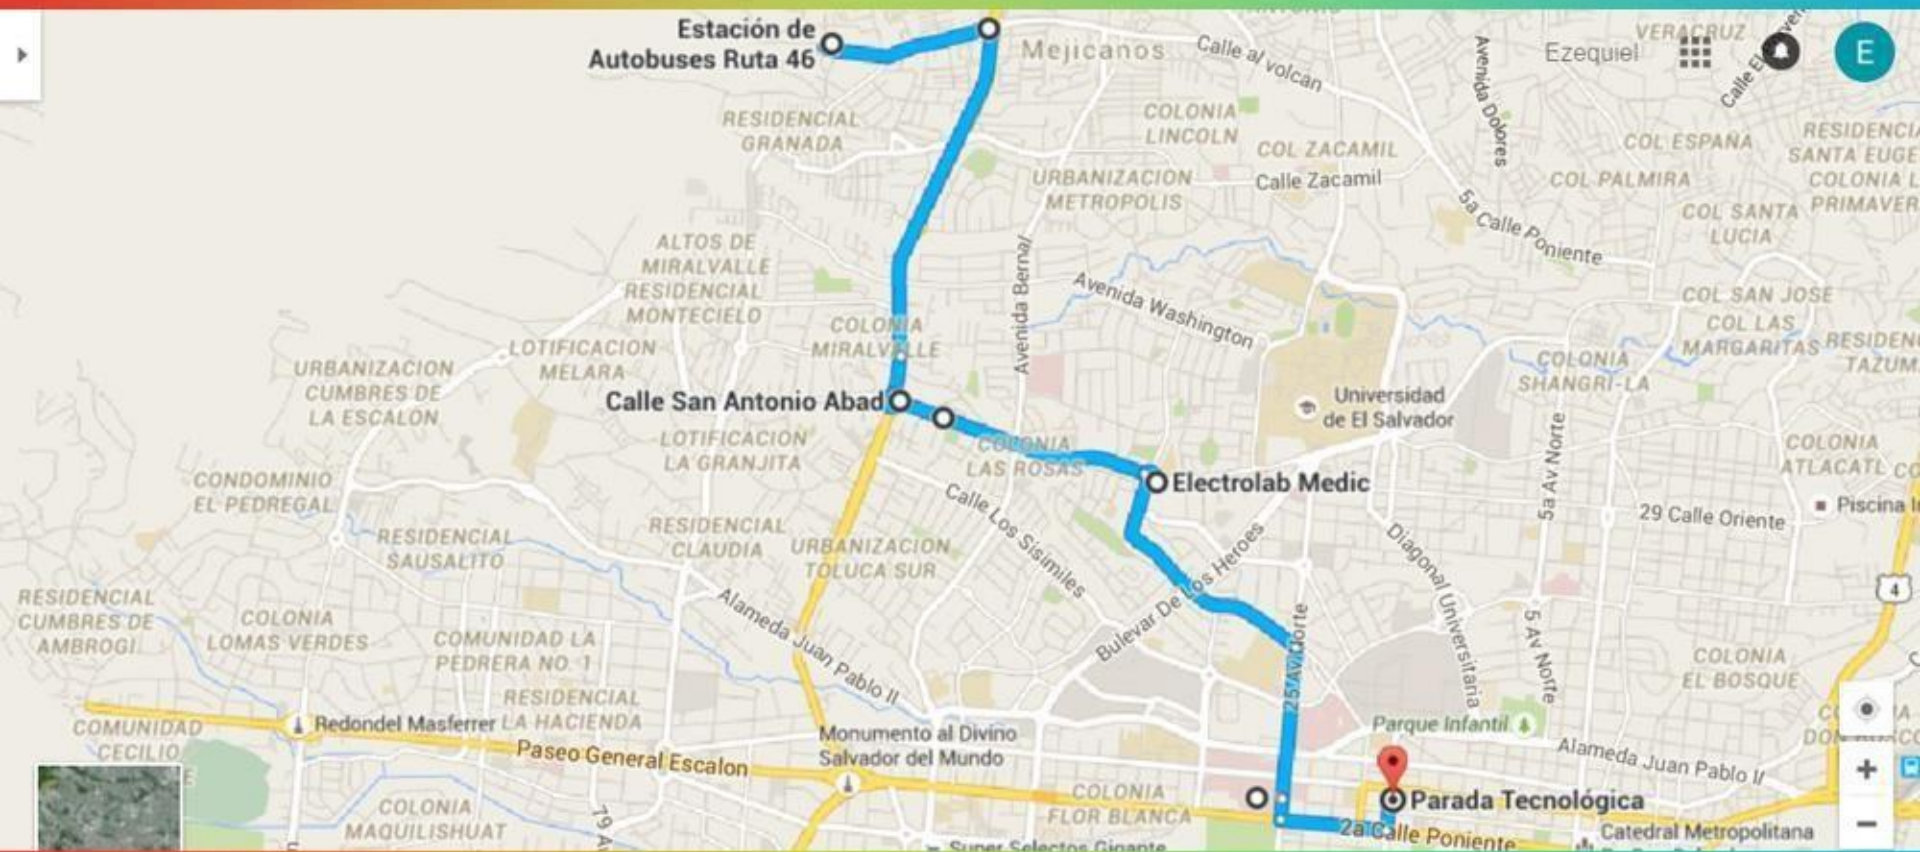 Estación de
Autobuses Ruta 46
Mejicanos
Calle al volcán
Avenida Dolores
Ezequiel
VERACRUZ
E
RESIDENCIAL
GRANADA
COLONIA
LINCOLN
COL ZACAMIL
Calle Zacamil
COL ESPAÑA
COL PALMIRA
SANTA EUGE
COLONIA L
PRIMAVER
URBANIZACION
METROPOLIS
5a Calle Poniente
COL SANTA
LUCIA
ALTOS DE
MIRALVALLE
RESIDENCIAL
MONTECIELO
Avenida Bernal
Avenida Washington
COL SAN JOSE
COL LAS
MARGARITAS
RESIDEN
TAZUM
COLONIA
MIRALVALLE
LOTIFICACION
MELARA
URBANIZACION
CUMBRES DE
LA ESCALON
COLONIA
SHANGRI-LA
Universidad
de El Salvador
Calle San Antonio Abad
LOTIFICACION
LA GRANJITA
COLONIA
LAS ROSAS
5a Av Norte
COLONIA
ATLACATL
CONDOMINIO
EL PEDREGAL
Electrolab Medic
Calle Los Sisimiles
29 Calle Oriente
Piscina
RESIDENCIAL
SAUSALITO
RESIDENCIAL
CLAUDIA
URBANIZACION
TOLUCA SUR
Bulevar De Los Heroes
Diagonal Universitaria
4
RESIDENCIAL
CUMBRES DE
AMBROGI
COLONIA
LOMAS VERDES
COMUNIDAD LA
PEDRERA NO. 1
Alameda Juan Pablo II
25 Av Norte
5 Av Norte
COLONIA
EL BOSQUE
RESIDENCIAL
LA HACIENDA
Redondel Masferrer
COMUNIDAD
CECILIO
Paseo General Escalon
Monumento al Divino
Salvador del Mundo
Parque Infantil
Alameda Juan Pablo II
COLONIA
MAQUILISHUAT
COLONIA
FLOR BLANCA
Parada Tecnológica
2a Calle Poniente
Catedral Metropolitana
Super Selectos Gigante